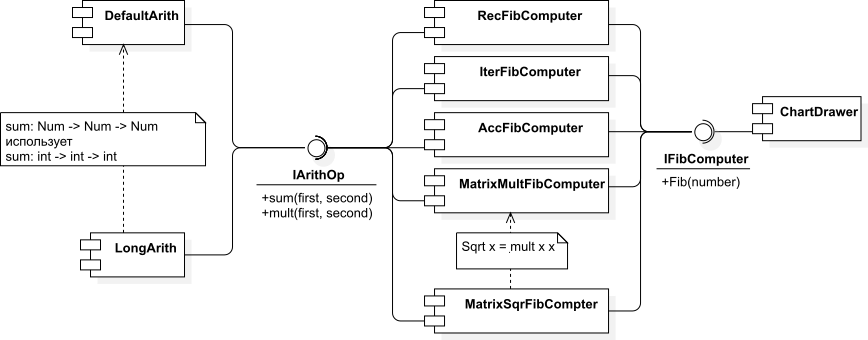 DefaultArith
sum: Num -> Num -> Num
использует
sum: int -> int -> int
LongArith
IArithOp
+sum(first, second)
+mult(first, second)
RecFibComputer
IterFibComputer
AccFibComputer
MatrixMultFibComputer
Sqrt x = mult x x
MatrixSqrFibCompter
IFibComputer
+Fib(number)
ChartDrawer